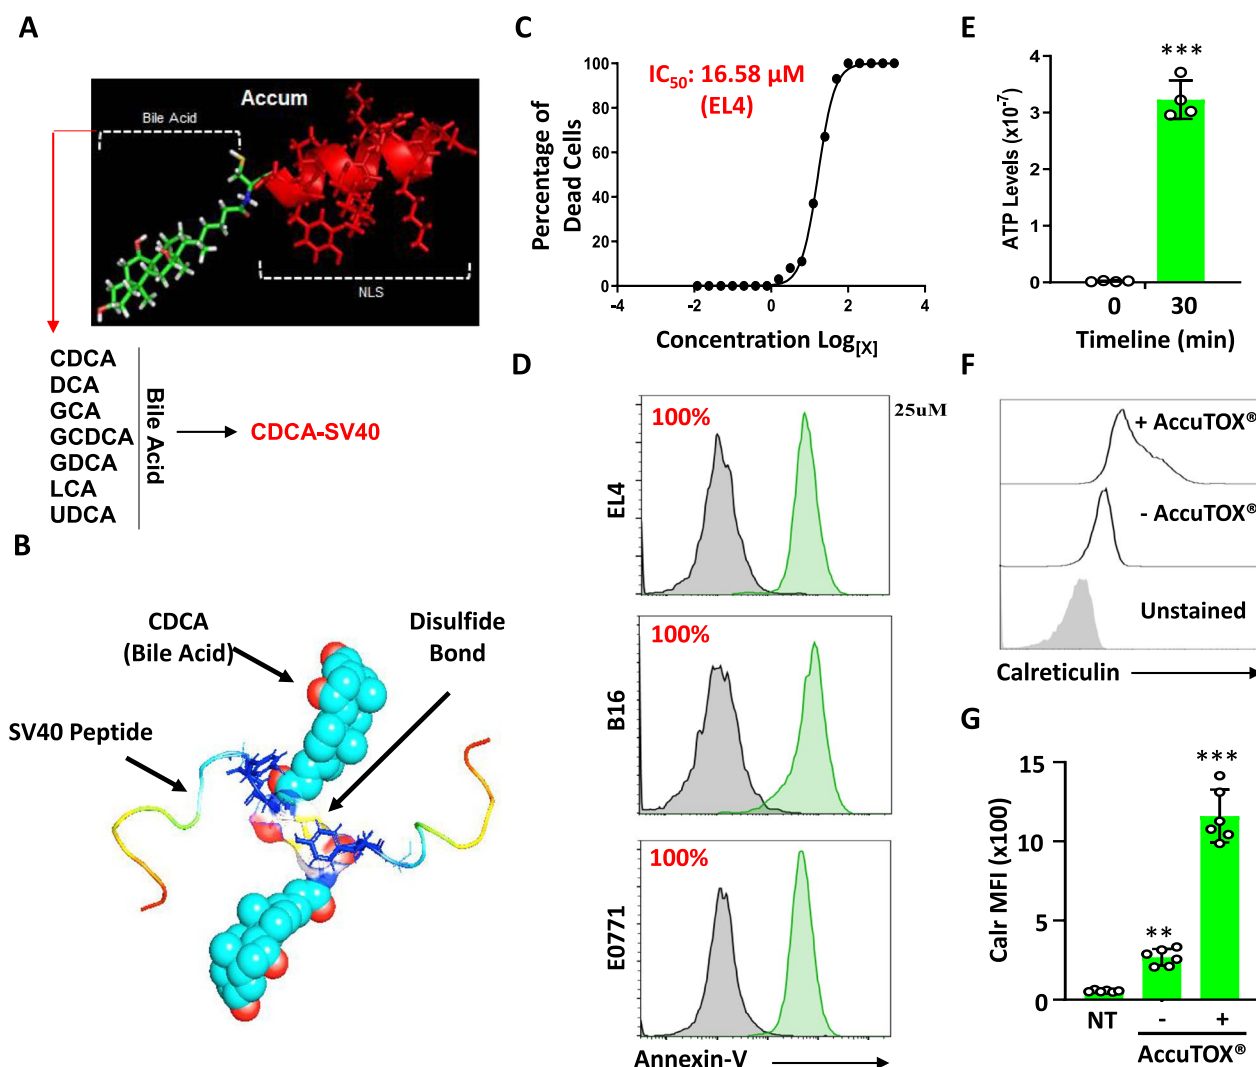 A
Accum
Bile Acid
NLS
CDCA
DCA
GCA
GCDCA
GDCA
LCA
UDCA
Bile Acid
CDCA-SV40
B
CDCA
(Bile Acid)
Disulfide
Bond
SV40 Peptide
C
IC50: 16.58 µM
(EL4)
Percentage of
Dead Cells
100
80
60
40
20
0
-4
-2
0
2
4
Concentration Log[X]
D
100%
25uM
EL4
100%
B16
100%
E0771
Annexin-V
E
***
ATP Levels (x10-7)
4
3
2
1
0
0
30
Timeline (min)
F
+ AccuTOX®
- AccuTOX®
Unstained
Calreticulin
G
Calr MFI (x100)
15
10
5
0
**
***
NT
-
+
AccuTOX®